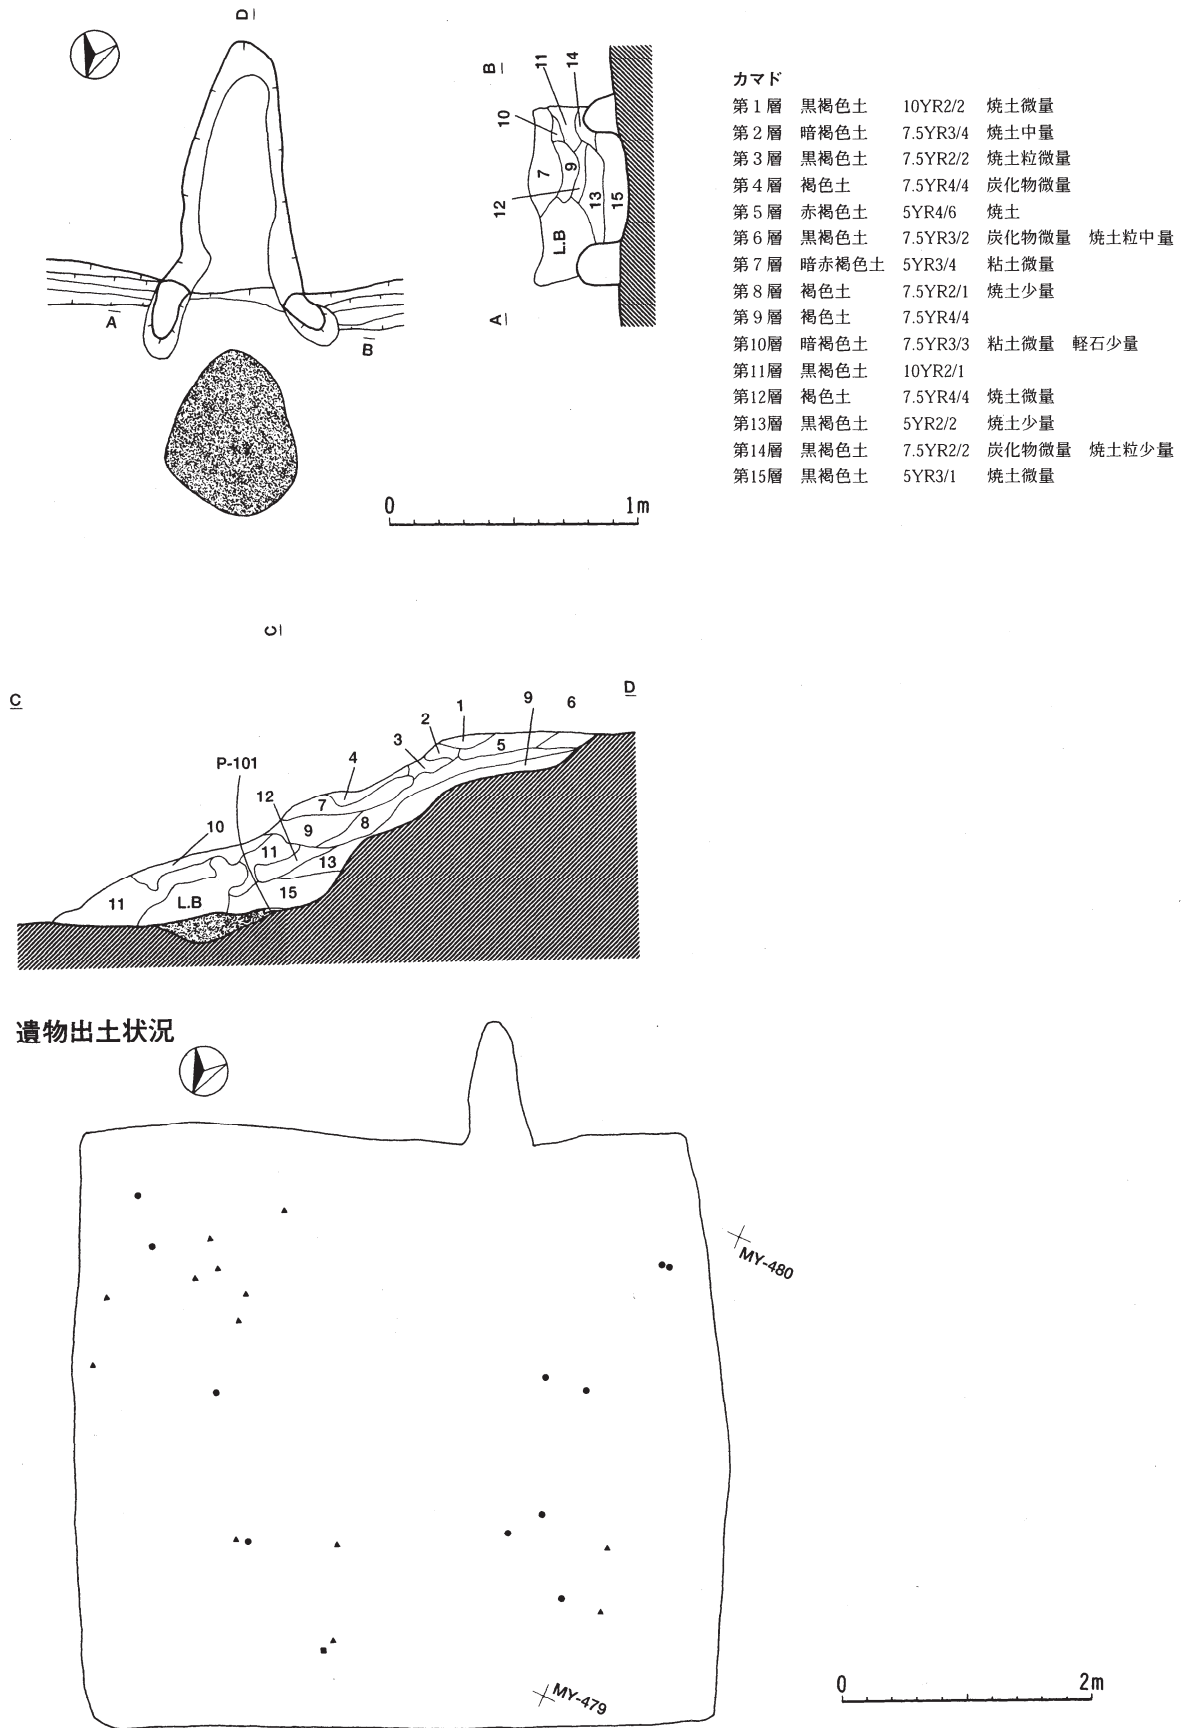 D
B
11
14
10
7
9
12
13
15
L.B
A
A
B
カマド
第1層 黒褐色土 10YR2/2 焼土微量
第2層 暗褐色土 7.5YR3/4 焼土中量
第3層 黒褐色土 7.5YR2/2 焼土粒微量
第4層 褐色土 7.5YR4/4 炭化物微量
第5層 赤褐色土 5YR4/6 焼土
第6層 黒褐色土 7.5YR3/2 炭化物微量 焼土粒中量
第7層 暗赤褐色土 5YR3/4 粘土微量
第8層 褐色土 7.5YR2/1 焼土少量
第9層 褐色土 7.5YR4/4
第10層 暗褐色土 7.5YR3/3 粘土微量 軽石少量
第11層 黒褐色土 10YR2/1
第12層 褐色土 7.5YR4/4 焼土微量
第13層 黒褐色土 5YR2/2 焼土少量
第14層 黒褐色土 7.5YR2/2 炭化物微量 焼土粒少量
第15層 黒褐色土 5YR3/1 焼土微量
0 1m
C
C
D
9
6
1
2
5
3
4
P-101
12
7
10
9
8
11
13
15
11
L.B
遺物出土状況
MY-480
MY-479
0 2m